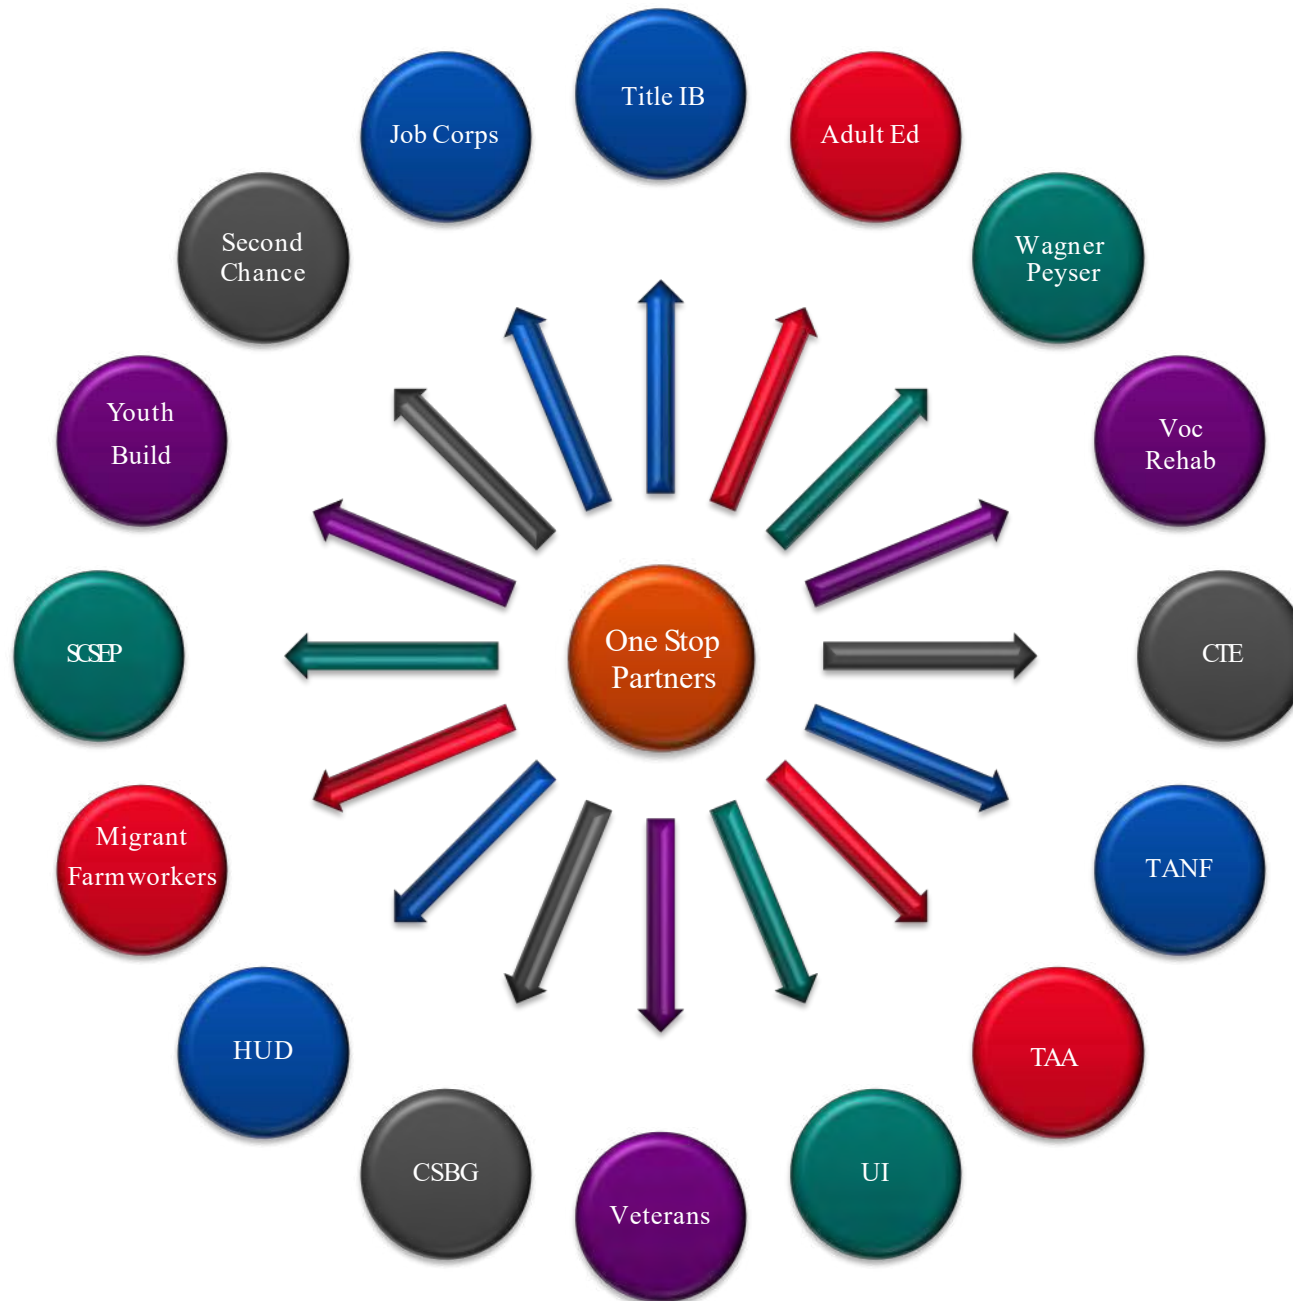 Title IB
Adult Ed
Wagner
Peyser
Voc
Rehab
CTE
TANF
TAA
UI
Veterans
CSBG
HUD
Migrant
Farmworkers
SCSEP
Youth
Build
Second
Chance
Job Corps
One Stop
Partners